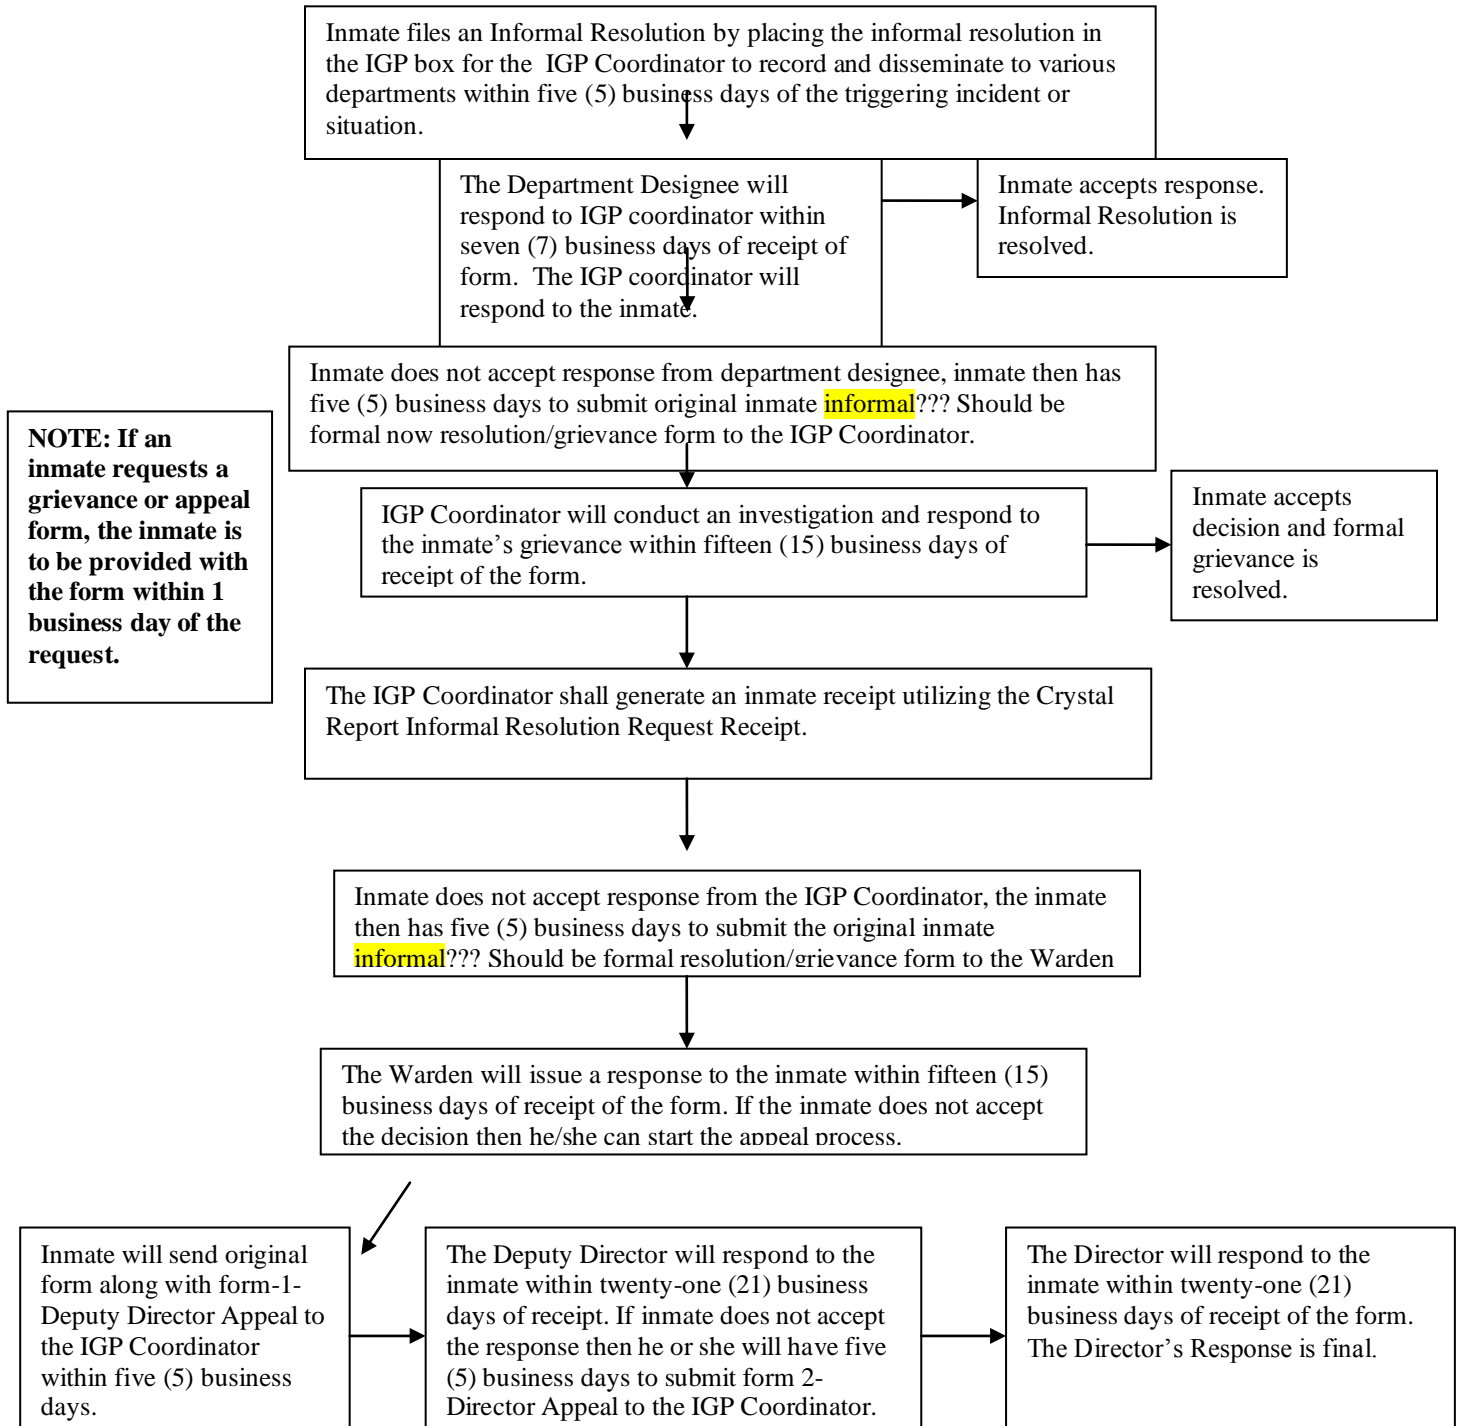 Inmate files an Informal Resolution by placing the informal resolution in
the IGP box for the IGP Coordinator to record and disseminate to various
departments within five (5) business days of the triggering incident or
situation.
The Department Designee will
respond to IGP coordinator within
seven (7) business days of receipt of
form. The IGP coordinator will
respond to the inmate.
Inmate accepts response.
Informal Resolution is
resolved.
Inmate does not accept response from department designee, inmate then has
five (5) business days to submit original inmate informal??? Should be
formal now resolution/grievance form to the IGP Coordinator.
NOTE: If an
inmate requests a
grievance or appeal
form, the inmate is
to be provided with
the form within 1
business day of the
request.
IGP Coordinator will conduct an investigation and respond to
the inmate's grievance within fifteen (15) business days of
receipt of the form.
Inmate accepts
decision and formal
grievance is
resolved.
The IGP Coordinator shall generate an inmate receipt utilizing the Crystal
Report Informal Resolution Request Receipt.
Inmate does not accept response from the IGP Coordinator, the inmate
then has five (5) business days to submit the original inmate
informal??? Should be formal resolution/grievance form to the Warden
The Warden will issue a response to the inmate within fifteen (15)
business days of receipt of the form. If the inmate does not accept
the decision then he/she can start the appeal process.
Inmate will send original
form along with form-1-
Deputy Director Appeal to
the IGP Coordinator
within five (5) business
days.
The Deputy Director will respond to the
inmate within twenty-one (21) business
days of receipt. If inmate does not accept
the response then he or she will have five
(5) business days to submit form 2-
Director Appeal to the IGP Coordinator.
The Director will respond to the
inmate within twenty-one (21)
business days of receipt of the form.
The Director's Response is final.